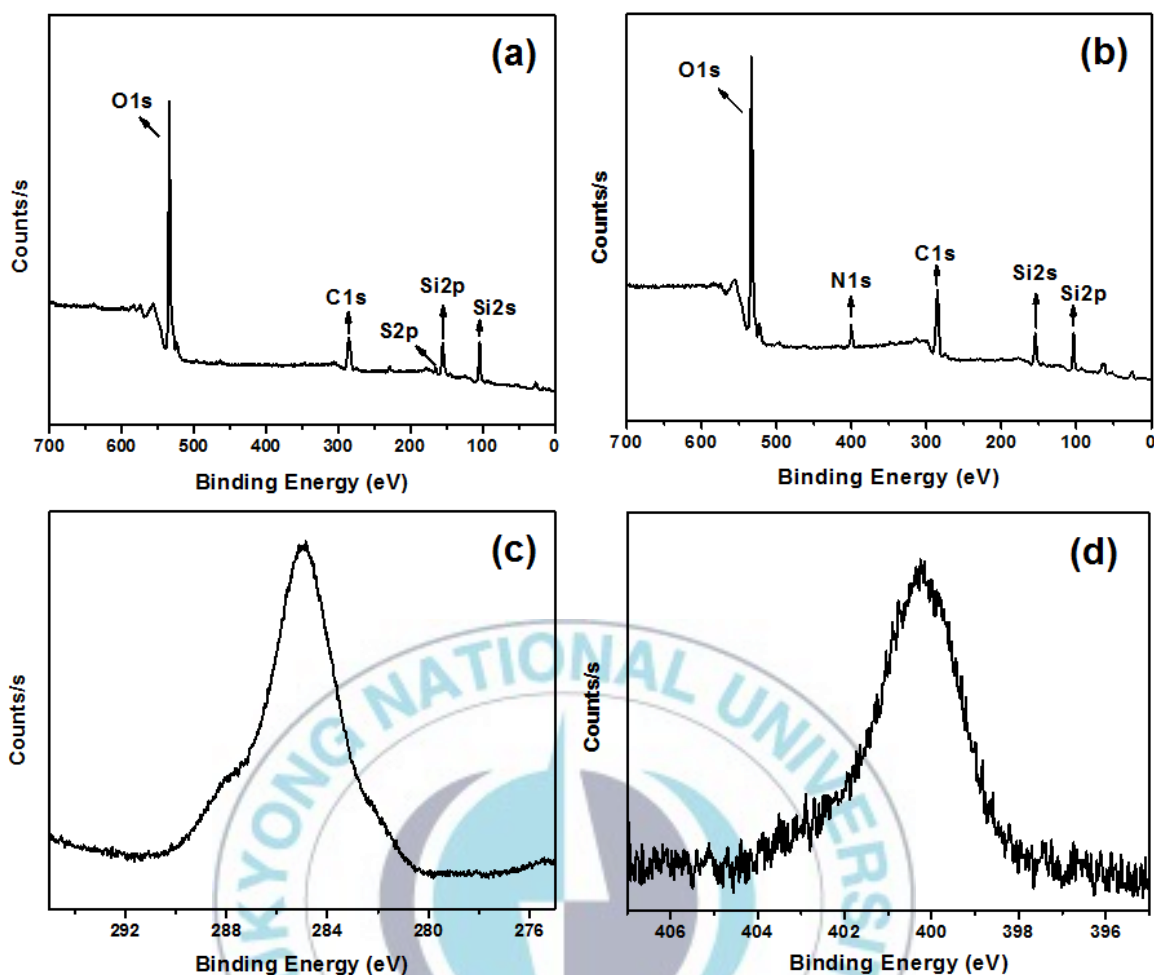 (a)
O1s
C1s
S2p
Si2p
Si2s
Counts/s
700 600 500 400 300 200 100 0
Binding Energy (eV)
(b)
O1s
N1s
C1s
Si2s
Si2p
Counts/s
700 600 500 400 300 200 100 0
Binding Energy (eV)
(c)
Counts/s
292 288 284 280 276
Binding Energy (eV)
(d)
Counts/s
406 404 402 400 398 396
Binding Energy (eV)
KYONG NATIONAL UNIVERSI